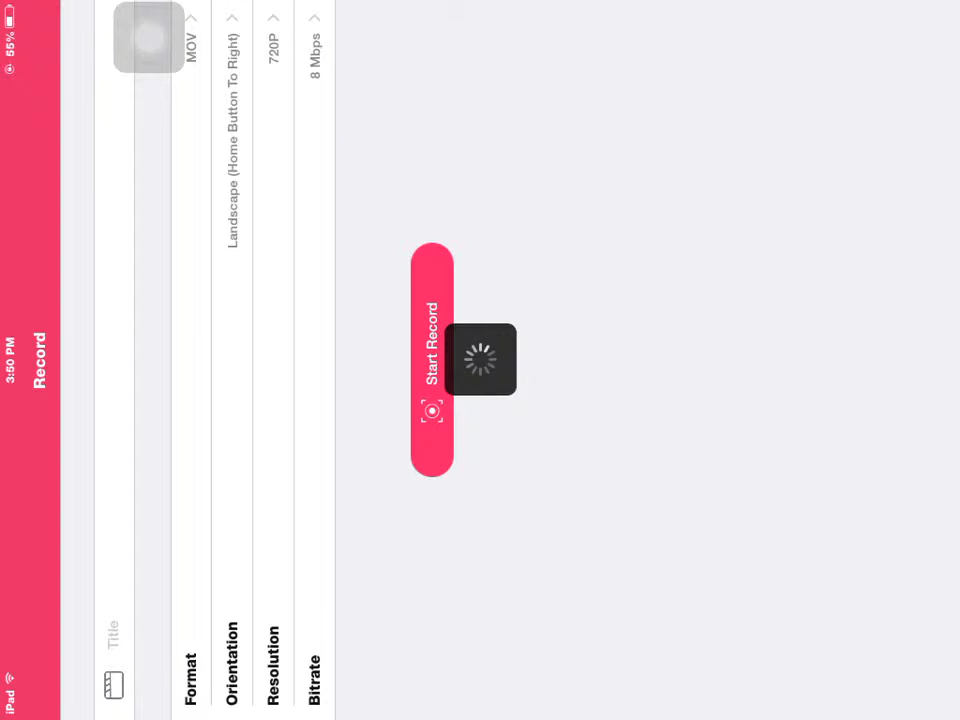 iPad 3:50 PM 55%
Record
Title
Format MOV
Orientation Landscape (Home Button To Right)
Resolution 720P
Bitrate 8 Mbps
Start Record